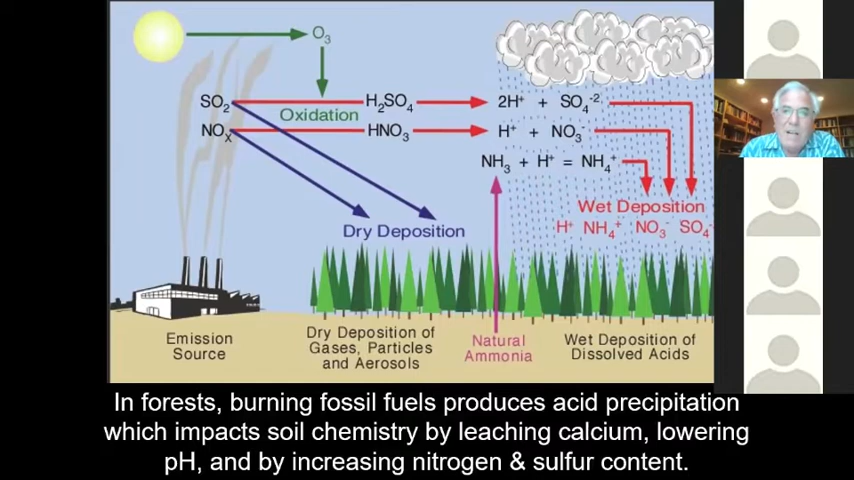 O3
SO2 H2SO4 2H+ + SO4-2
Oxidation
NOX HNO3 H+ + NO3-
NH3 + H+ = NH4+
Wet Deposition
H+ NH4+ NO3- SO4-
Dry Deposition
Emission
Source
Dry Deposition of
Gases, Particles
and Aerosols
Natural
Ammonia
Wet Deposition of
Dissolved Acids
In forests, burning fossil fuels produces acid precipitation
which impacts soil chemistry by leaching calcium, lowering
pH, and by increasing nitrogen & sulfur content.